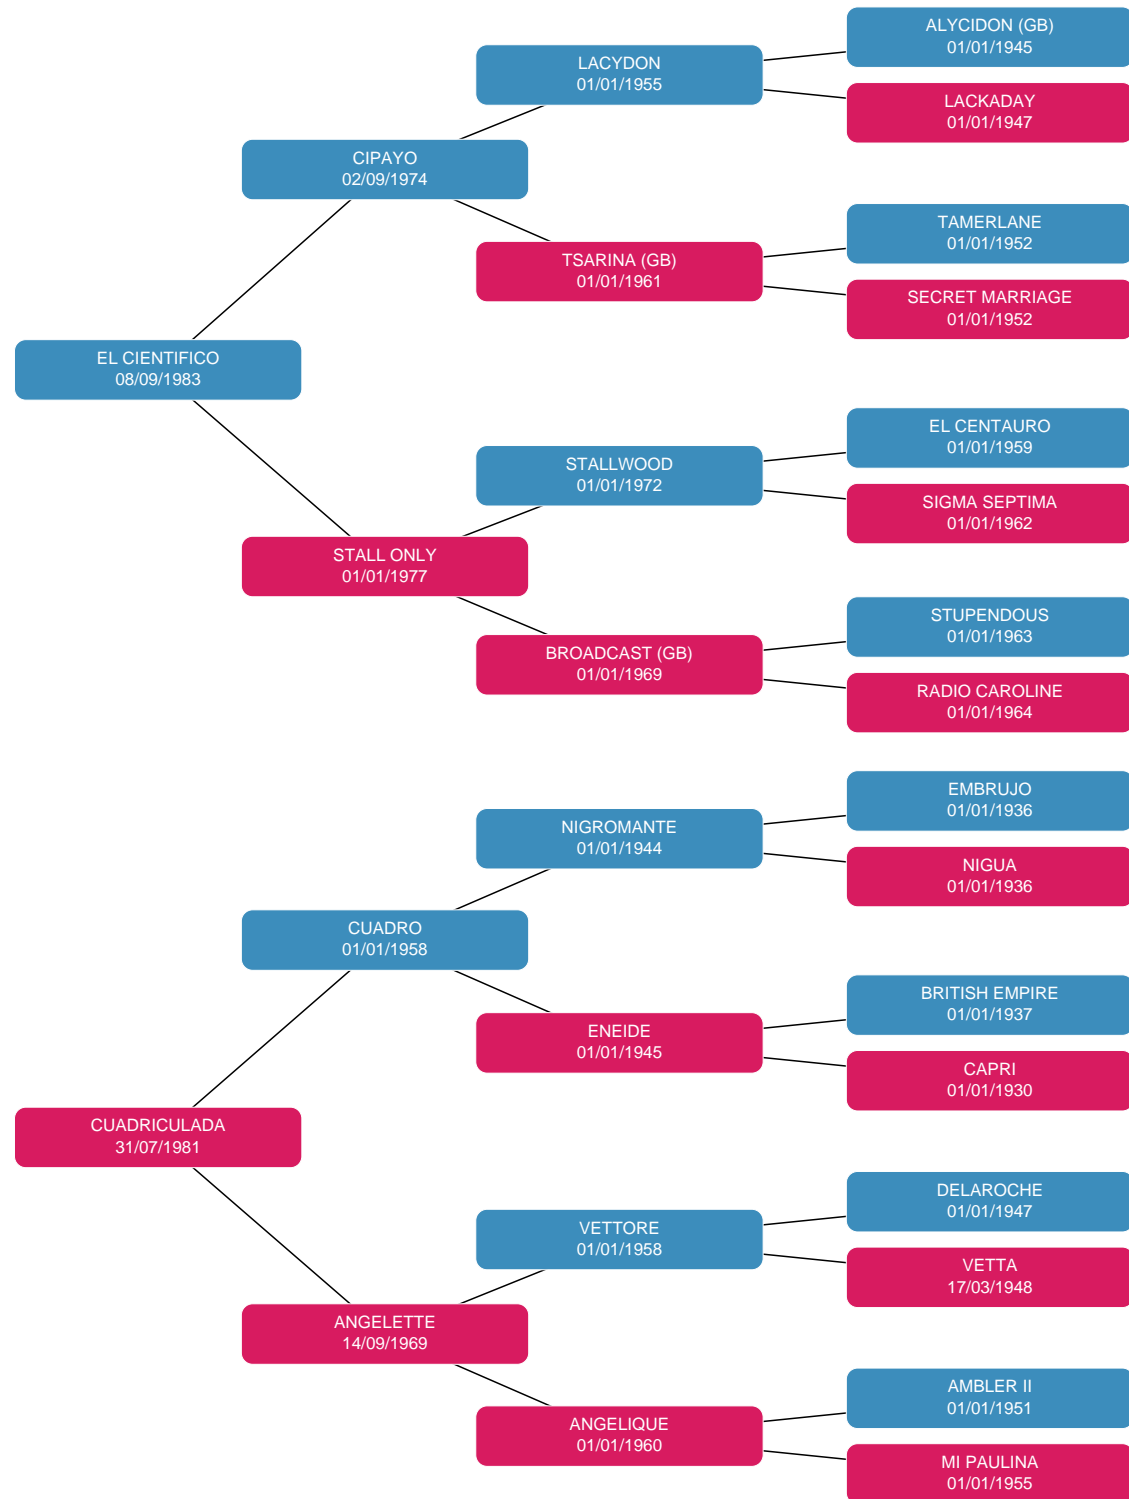 ALYCIDON (GB)
01/01/1945
LACYDON
01/01/1955
LACKADAY
01/01/1947
CIPAYO
02/09/1974
TAMERLANE
01/01/1952
TSARINA (GB)
01/01/1961
SECRET MARRIAGE
01/01/1952
EL CIENTIFICO
08/09/1983
EL CENTAURO
01/01/1959
STALLWOOD
01/01/1972
SIGMA SEPTIMA
01/01/1962
STALL ONLY
01/01/1977
STUPENDOUS
01/01/1963
BROADCAST (GB)
01/01/1969
RADIO CAROLINE
01/01/1964
EMBRUJO
01/01/1936
NIGROMANTE
01/01/1944
NIGUA
01/01/1936
CUADRO
01/01/1958
BRITISH EMPIRE
01/01/1937
ENEIDE
01/01/1945
CAPRI
01/01/1930
CUADRICULADA
31/07/1981
DELAROCHE
01/01/1947
VETTORE
01/01/1958
VETTA
17/03/1948
ANGELETTE
14/09/1969
AMBLER II
01/01/1951
ANGELIQUE
01/01/1960
MI PAULINA
01/01/1955